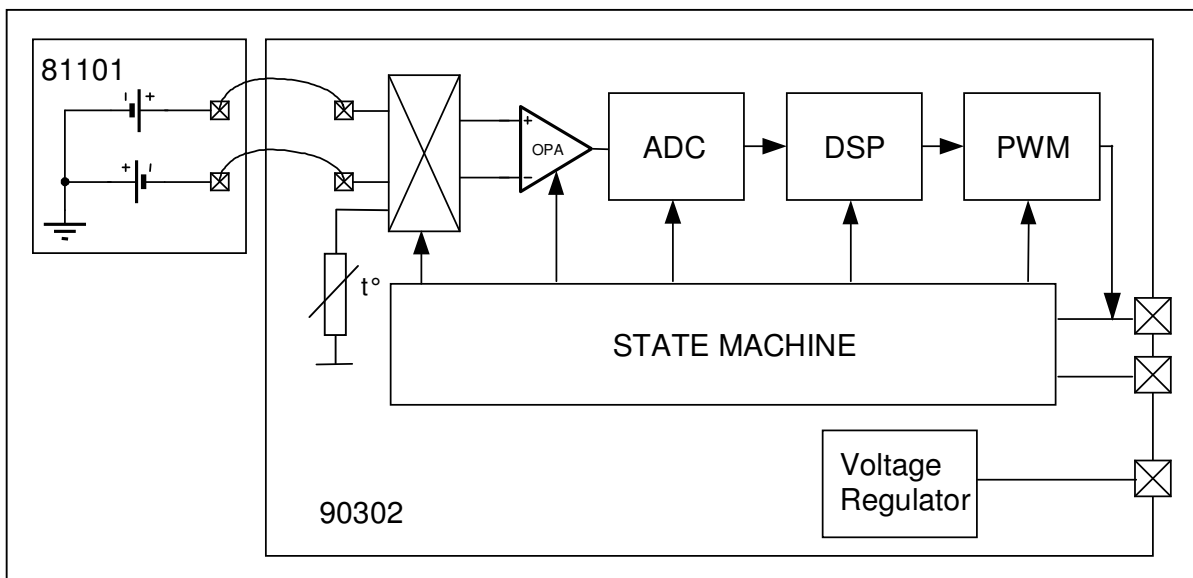 81101
− +
+ −
+
OPA
−
ADC
DSP
PWM
t°
STATE MACHINE
Voltage
Regulator
90302